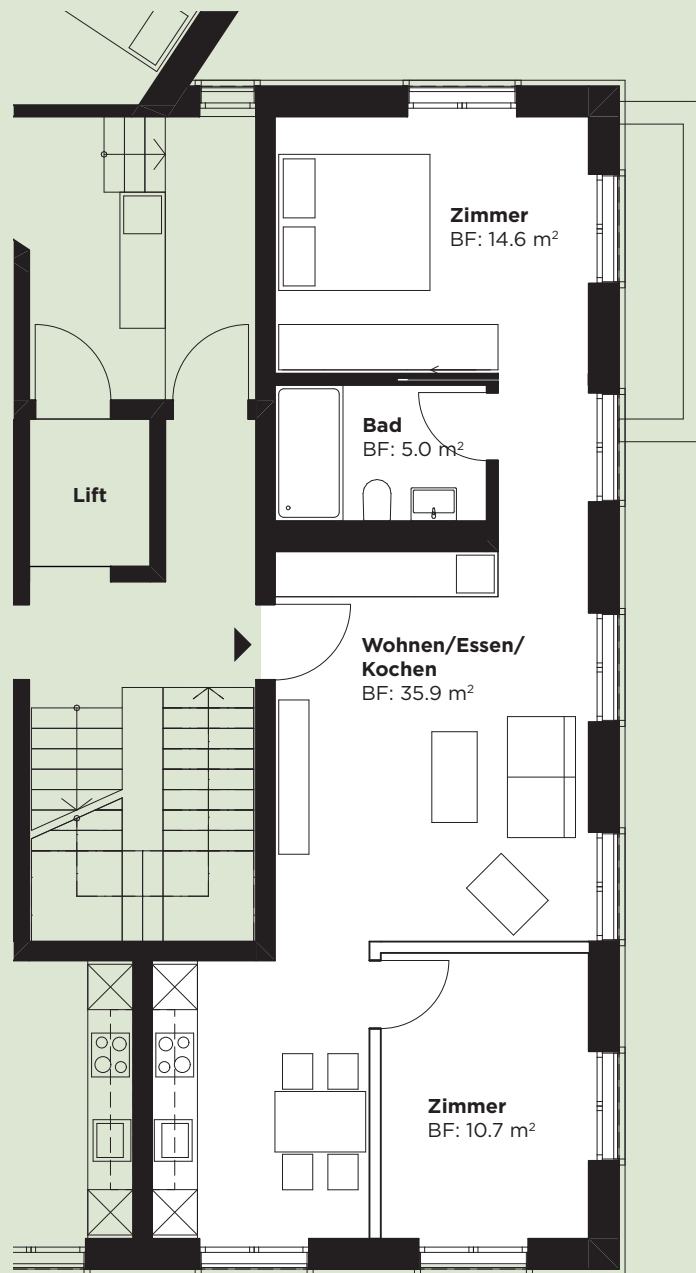 Zimmer
BF: 14.6 m²
Bad
BF: 5.0 m²
Lift
Wohnen/Essen/
Kochen
BF: 35.9 m²
Zimmer
BF: 10.7 m²